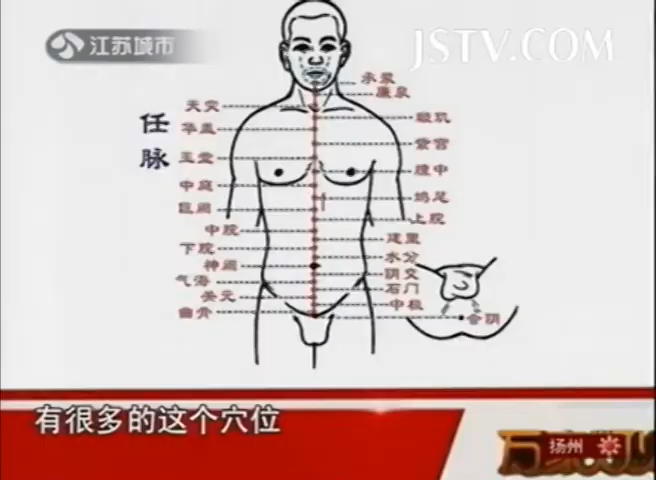 江苏城市
JSTV.COM
承浆
廉泉
天突
璇玑
任脉
华盖
紫宫
玉堂
膻中
中庭
鸠尾
巨阙
上脘
中脘
建里
下脘
水分
神阙
阴交
气海
石门
关元
中极
曲骨
会阴
有很多的这个穴位
扬州